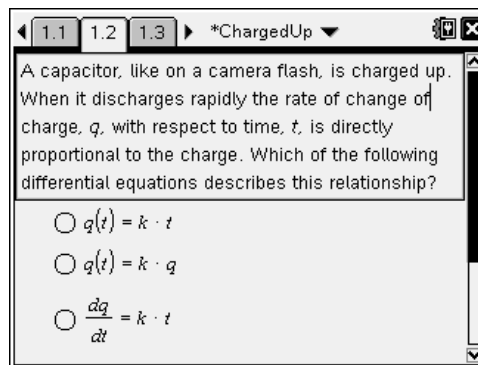 1.1 1.2 1.3 *ChargedUp
A capacitor, like on a camera flash, is charged up.
When it discharges rapidly the rate of change of
charge, q, with respect to time, t, is directly
proportional to the charge. Which of the following
differential equations describes this relationship?
q(t) = k · t
q(t) = k · q
dq/dt = k · t